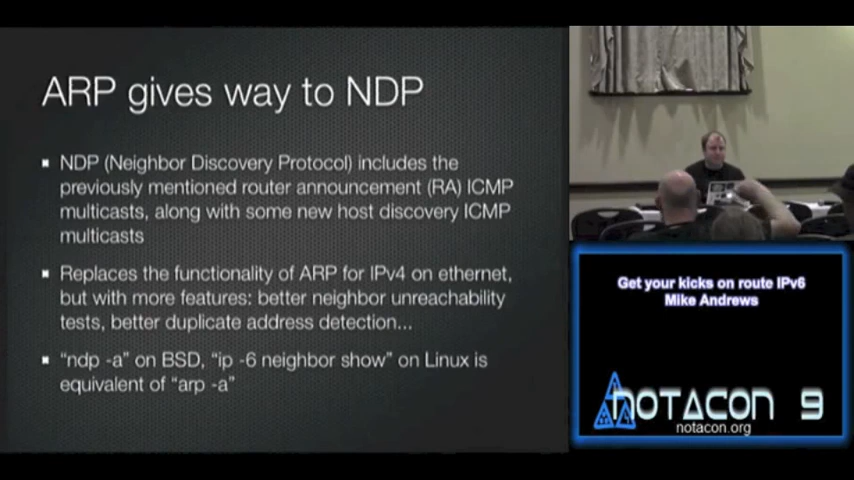 ARP gives way to NDP
NDP (Neighbor Discovery Protocol) includes the
previously mentioned router announcement (RA) ICMP
multicasts, along with some new host discovery ICMP
multicasts
Replaces the functionality of ARP for IPv4 on ethernet,
but with more features: better neighbor unreachability
tests, better duplicate address detection...
“ndp -a” on BSD, “ip -6 neighbor show” on Linux is
equivalent of “arp -a”
Get your kicks on route IPv6
Mike Andrews
NOTACON 9
notacon.org